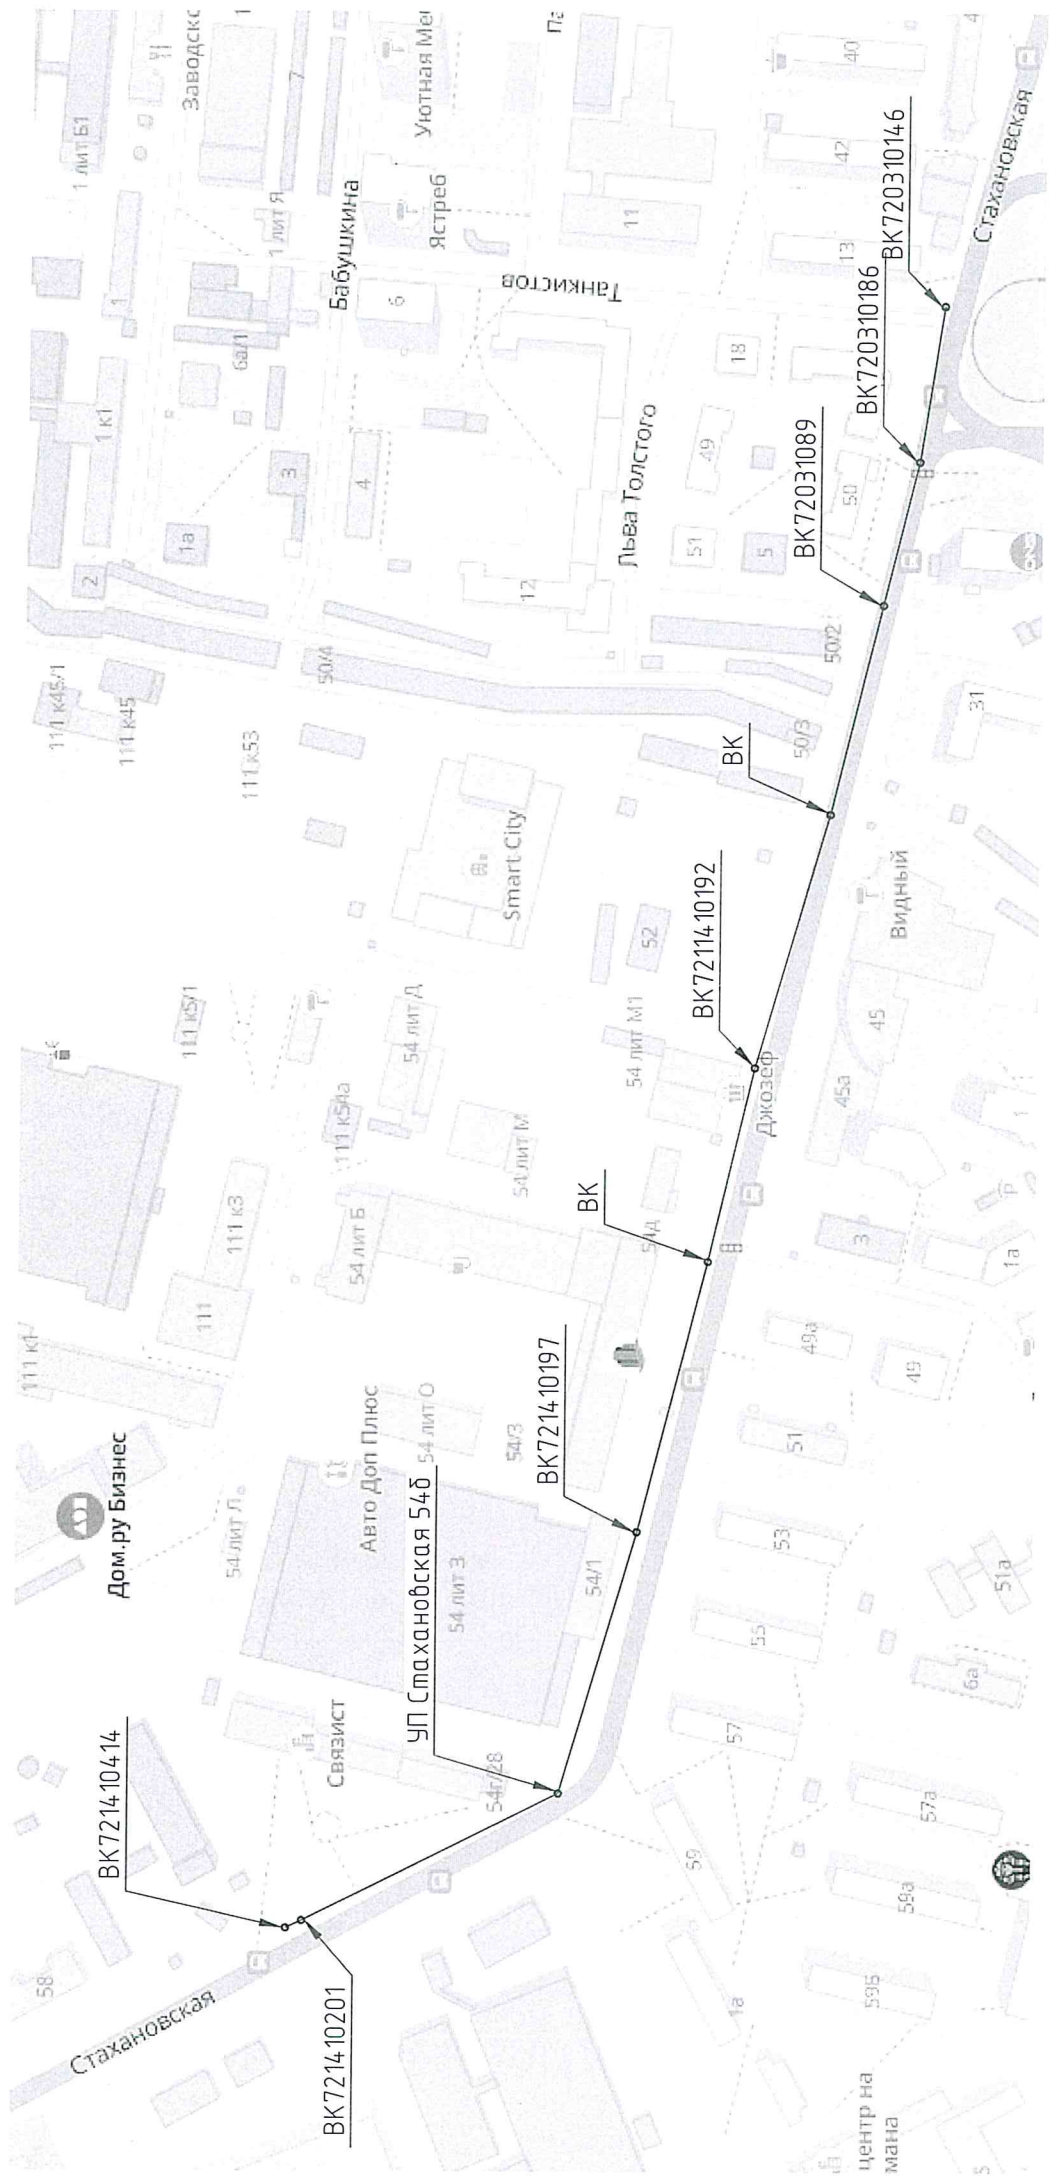 ВК721410414
ВК721410201
УП Стахановская 54б
ВК721410197
ВК
ВК7211410192
ВК
ВК72031089
ВК720310186
ВК720310146
Стахановская
58
Связист
54г/28
Дом.ру Бизнес
54 лит Л
Авто Доп Плюс
54 лит О
54 лит З
54/3
54/1
111 к1
111
111 к3
54 лит Б
111 к54а
54 лит М
54 лит Д
54 лит М1
54д
111 к5/1
52
Smart City
Джозеф
Видный
45
45а
3
1а
1
49а
49
51
53
51а
55
6а
57
57а
59
59а
59Б
1а
центр на
мана
111 к45/1
111 к45
111 к53
50/4
50/3
50/2
31
2
1а
3
4
12
1 к1
1
6а/1
6
Бабушкина
Танкистов
Льва Толстого
51
49
18
5
50
1 лит Б1
1 лит Я
Заводск
7
Уютная Ме
Ястреб
11
13
42
40
Стахановская